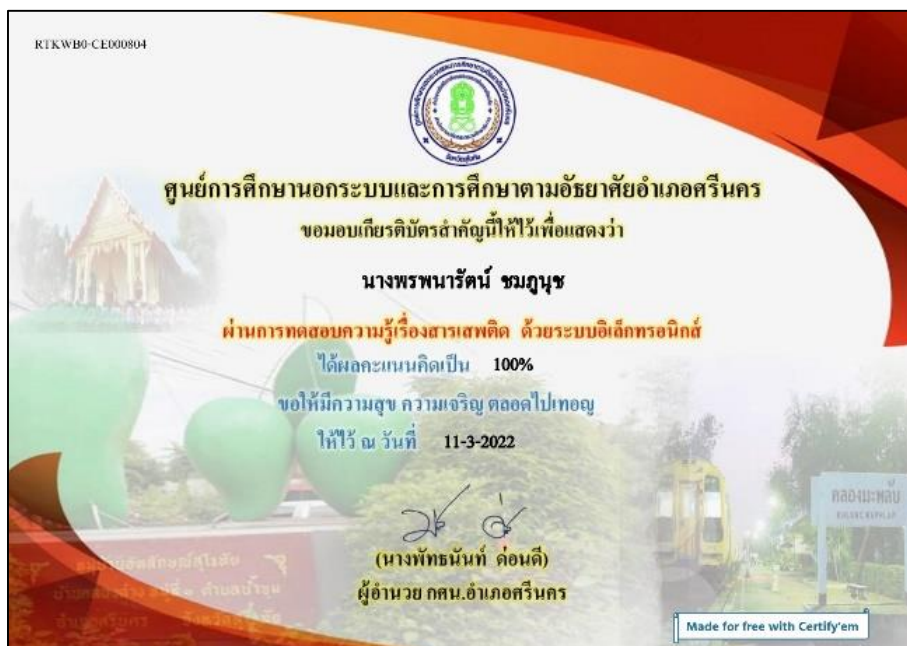 RTKWB0-CE000804
ศูนย์การศึกษานอกระบบและการศึกษาตามอัธยาศัยอำเภอศรีนคร
ขอมอบเกียรติบัตรสำคัญนี้ให้ไว้เพื่อแสดงว่า
นางพรพนารัตน์ ชมภูนุช
ผ่านการทดสอบความรู้เรื่องสารเสพติด ด้วยระบบอิเล็กทรอนิกส์
ได้ผลคะแนนคิดเป็น 100%
ขอให้มีความสุข ความเจริญ ตลอดไปเทอญ
ให้ไว้ ณ วันที่ 11-3-2022
คลองมะพลับ
(นางพัทธนันท์ ด่อนดี)
ผู้อำนวย กศน.อำเภอศรีนคร
Made for free with Certify'em